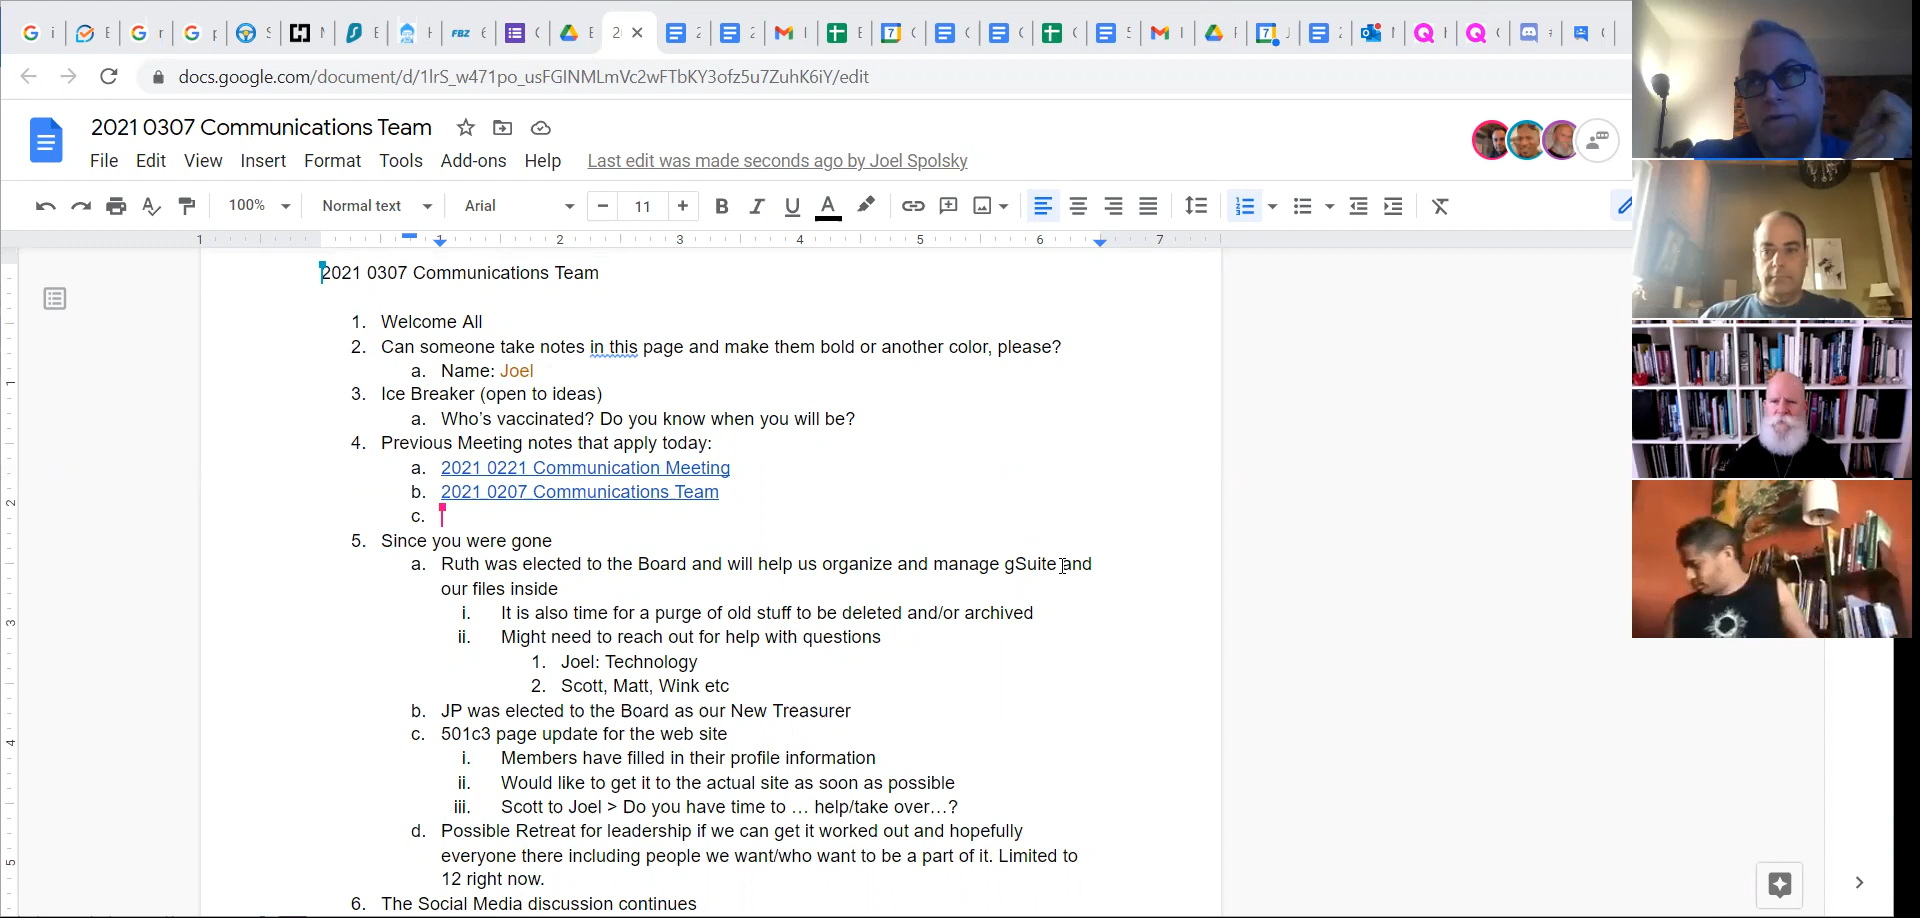 docs.google.com/document/d/1lrS_w471po_usFGINMLmVc2wFTbKY3ofz5u7ZuhK6iY/edit
2021 0307 Communications Team
File Edit View Insert Format Tools Add-ons Help Last edit was made seconds ago by Joel Spolsky
100% Normal text Arial 11
1 1 2 3 4 5 6 7
2021 0307 Communications Team
1. Welcome All
2. Can someone take notes in this page and make them bold or another color, please?
a. Name: Joel
3. Ice Breaker (open to ideas)
a. Who's vaccinated? Do you know when you will be?
4. Previous Meeting notes that apply today:
a. 2021 0221 Communication Meeting
b. 2021 0207 Communications Team
c.
5. Since you were gone
a. Ruth was elected to the Board and will help us organize and manage gSuite and
our files inside
i. It is also time for a purge of old stuff to be deleted and/or archived
ii. Might need to reach out for help with questions
1. Joel: Technology
2. Scott, Matt, Wink etc
b. JP was elected to the Board as our New Treasurer
c. 501c3 page update for the web site
i. Members have filled in their profile information
ii. Would like to get it to the actual site as soon as possible
iii. Scott to Joel > Do you have time to … help/take over…?
d. Possible Retreat for leadership if we can get it worked out and hopefully
everyone there including people we want/who want to be a part of it. Limited to
12 right now.
6. The Social Media discussion continues